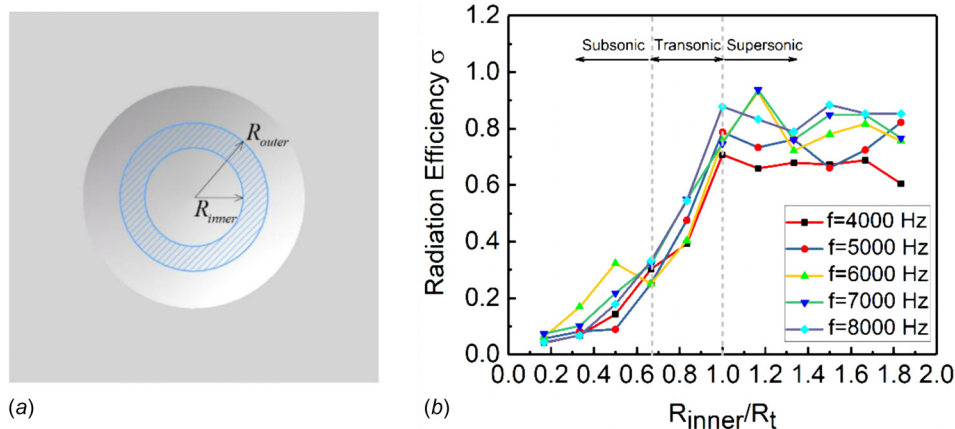 (a)
R_outer
R_inner
(b)
Radiation Efficiency σ
1.2
1.0
0.8
0.6
0.4
0.2
0.0
Subsonic Transonic Supersonic
f=4000 Hz
f=5000 Hz
f=6000 Hz
f=7000 Hz
f=8000 Hz
0.0 0.2 0.4 0.6 0.8 1.0 1.2 1.4 1.6 1.8 2.0
R_inner/R_t